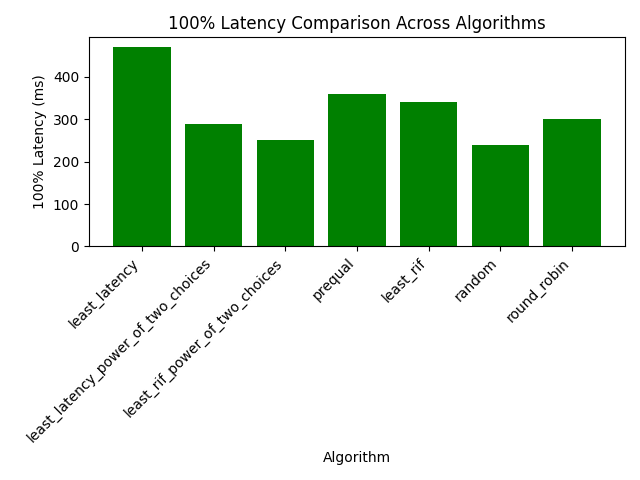 100% Latency Comparison Across Algorithms
100% Latency (ms)
400
300
200
100
0
least_latency
least_latency_power_of_two_choices
least_rif_power_of_two_choices
prequal
least_rif
random
round_robin
Algorithm